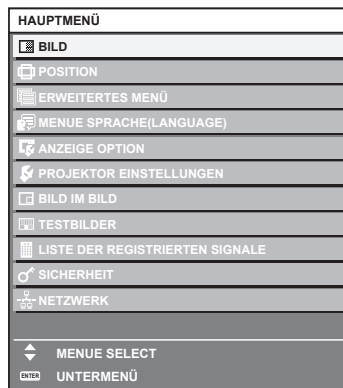 HAUPTMENÜ
BILD
POSITION
ERWEITERTES MENÜ
MENUE SPRACHE(LANGUAGE)
ANZEIGE OPTION
PROJEKTOR EINSTELLUNGEN
BILD IM BILD
TESTBILDER
LISTE DER REGISTRIERTEN SIGNALE
SICHERHEIT
NETZWERK
MENUE SELECT
ENTER UNTERMENÜ